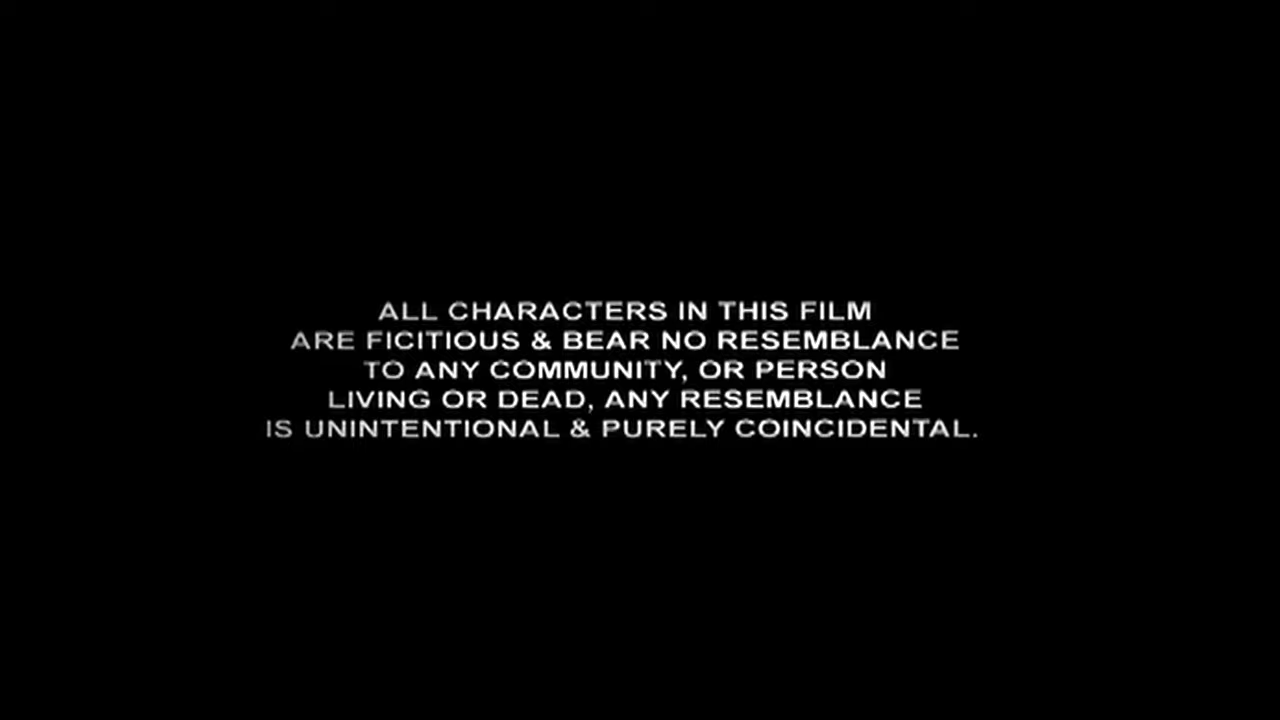 ALL CHARACTERS IN THIS FILM
ARE FICITIOUS & BEAR NO RESEMBLANCE
TO ANY COMMUNITY, OR PERSON
LIVING OR DEAD, ANY RESEMBLANCE
IS UNINTENTIONAL & PURELY COINCIDENTAL.